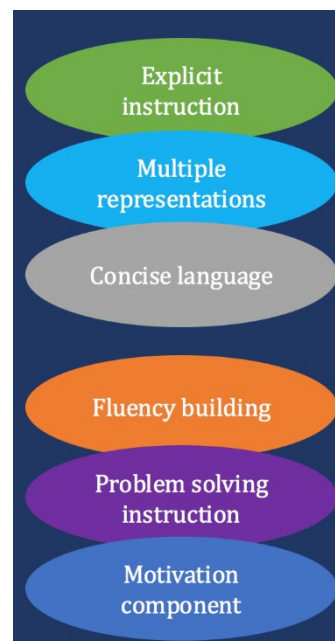 Explicit
instruction
Multiple
representations
Concise language
Fluency building
Problem solving
instruction
Motivation
component